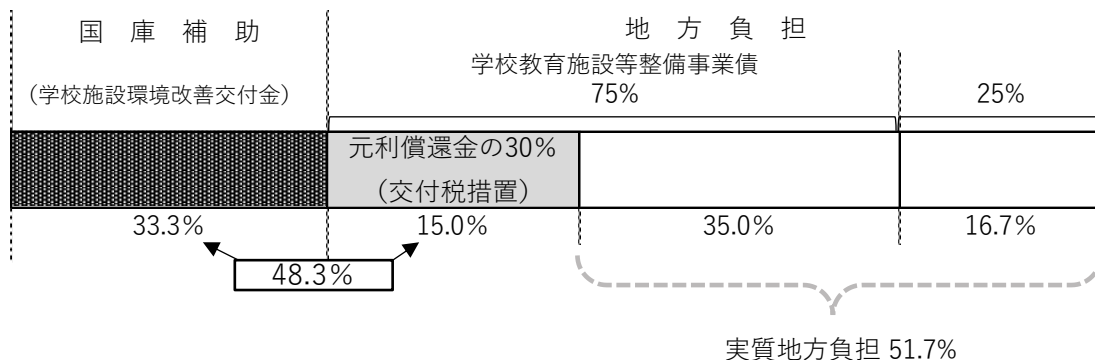 国 庫 補 助
（学校施設環境改善交付金）
地 方 負 担
学校教育施設等整備事業債
75%
25%
元利償還金の30%
（交付税措置）
33.3%
15.0%
35.0%
16.7%
48.3%
実質地方負担 51.7%